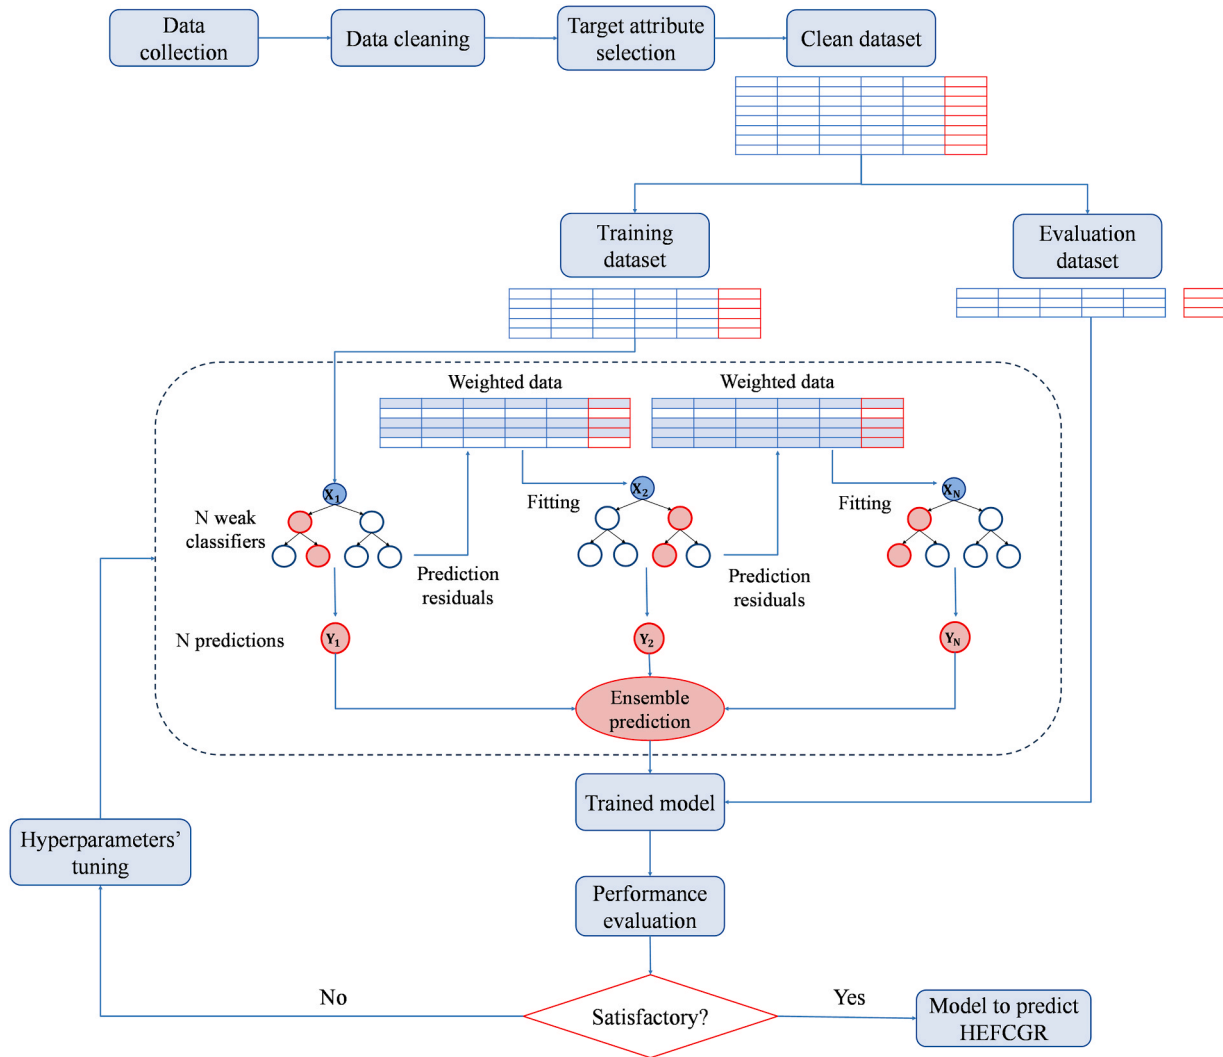 Data
collection
Data cleaning
Target attribute
selection
Clean dataset
Training
dataset
Evaluation
dataset
Weighted data
Weighted data
X₁
X₂
X_N
N weak
classifiers
Fitting
Fitting
Prediction
residuals
Prediction
residuals
N predictions
Y₁
Y₂
Y_N
Ensemble
prediction
Trained model
Hyperparameters’
tuning
Performance
evaluation
No
Satisfactory?
Yes
Model to predict
HEFCGR